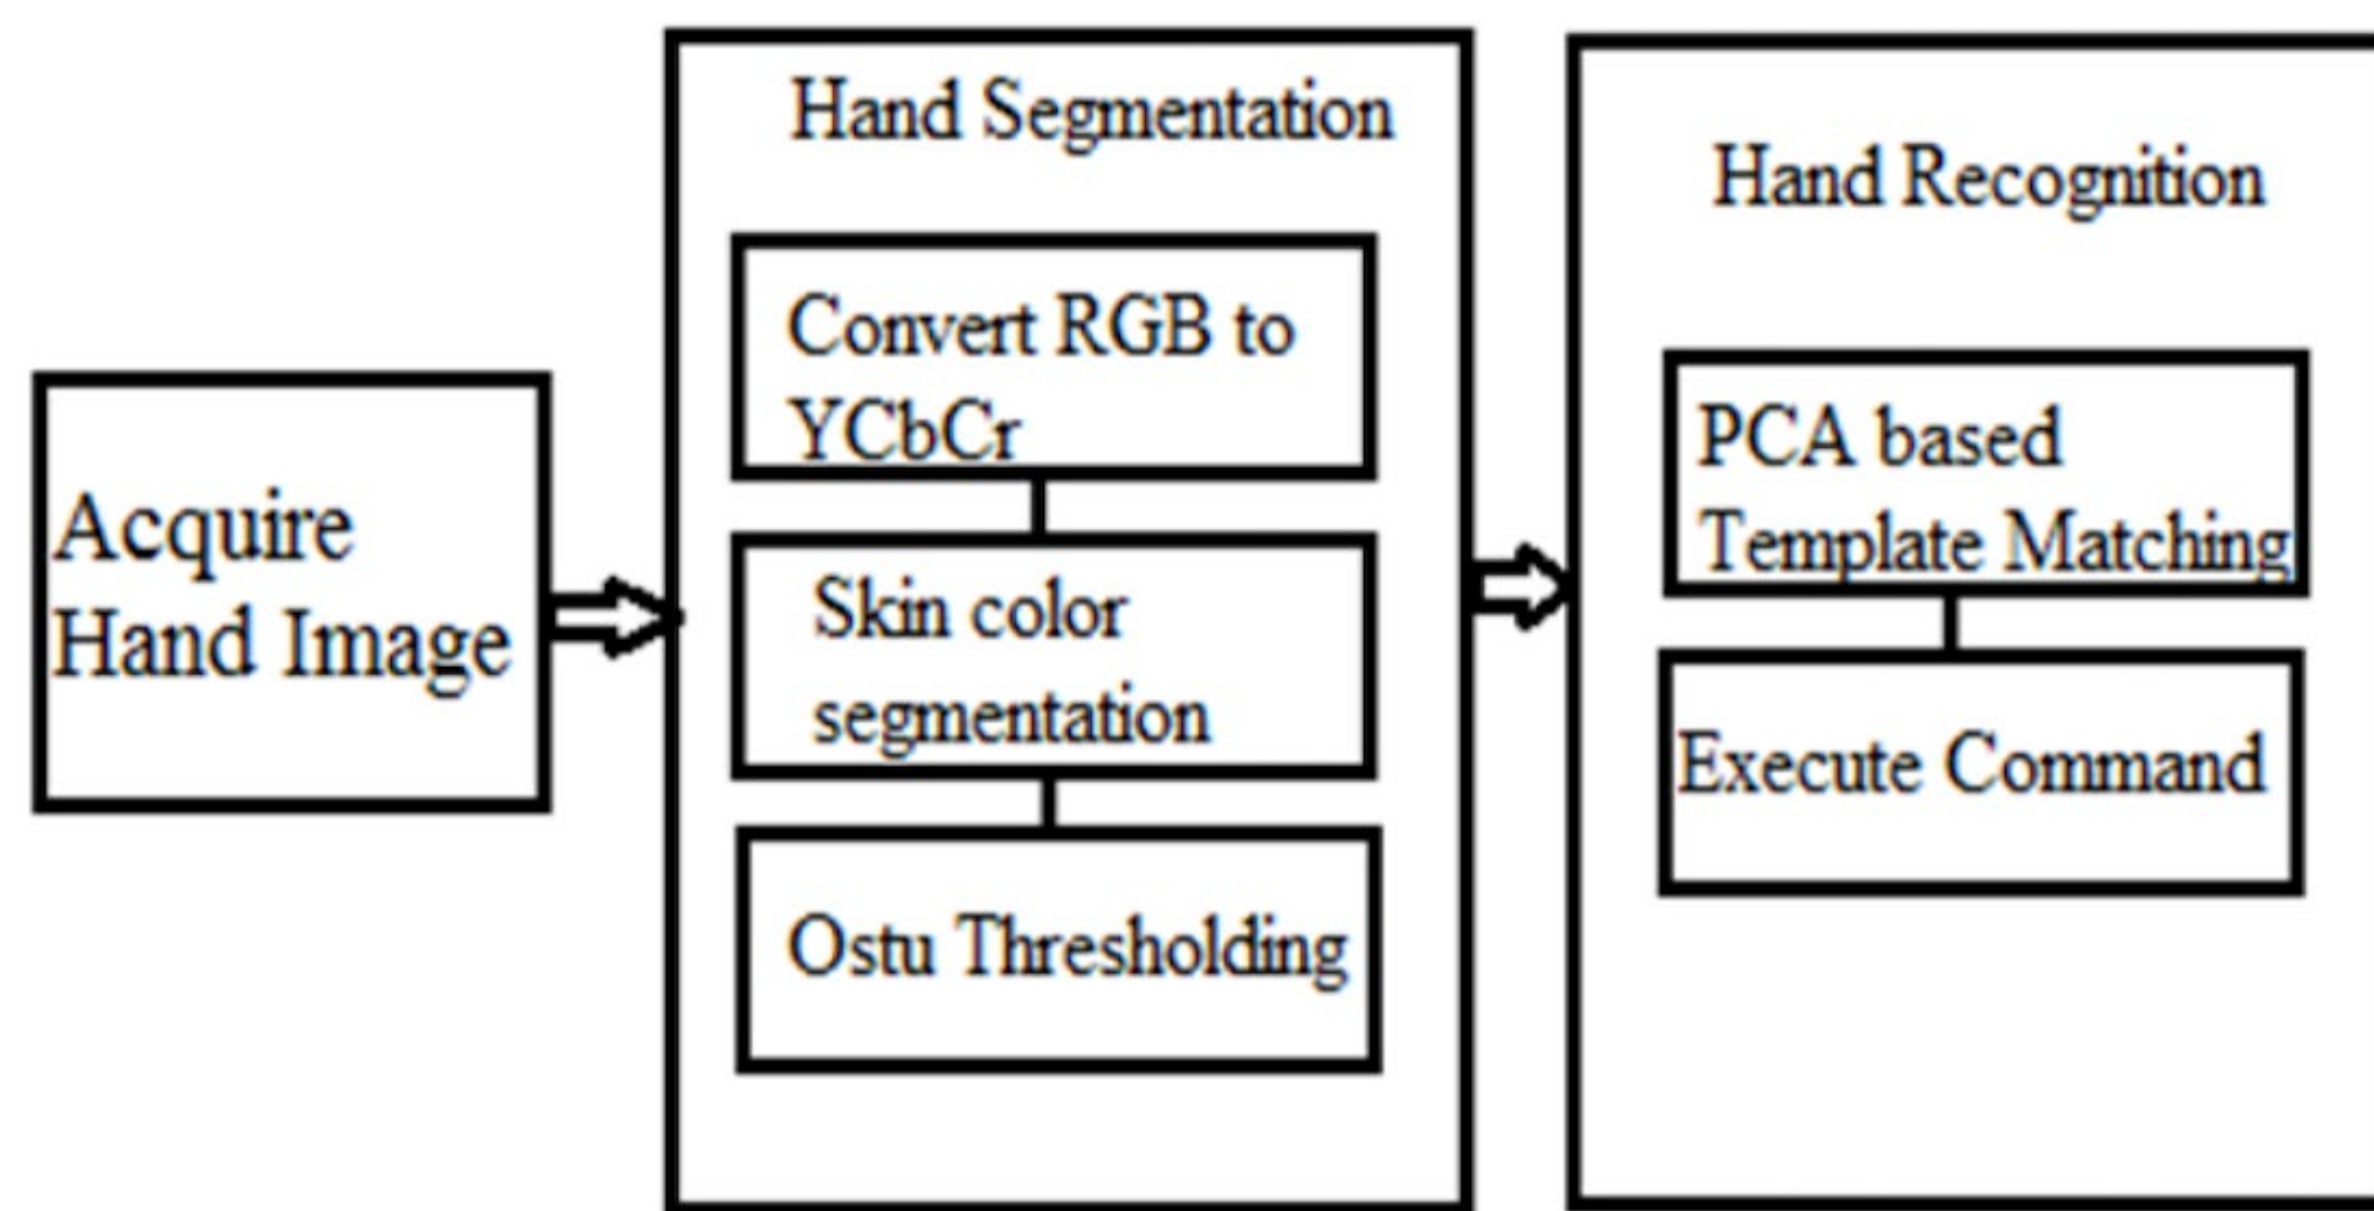 Acquire
Hand Image
Hand Segmentation
Convert RGB to
YCbCr
Skin color
segmentation
Ostu Thresholding
Hand Recognition
PCA based
Template Matching
Execute Command